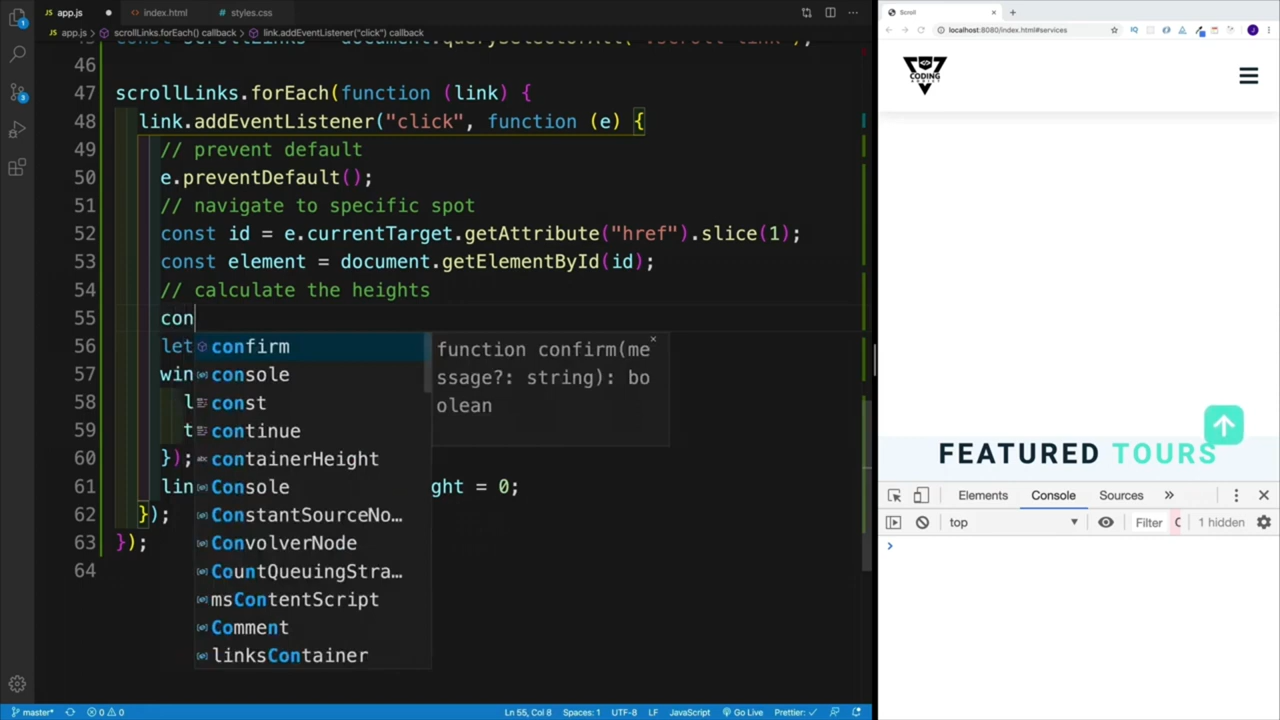 app.js
index.html
styles.css
app.js > scrollLinks.forEach() callback > link.addEventListener("click") callback
46
47 scrollLinks.forEach(function (link) {
48 link.addEventListener("click", function (e) {
49 // prevent default
50 e.preventDefault();
51 // navigate to specific spot
52 const id = e.currentTarget.getAttribute("href").slice(1);
53 const element = document.getElementById(id);
54 // calculate the heights
55 con
56 let
57 win
58 l
59 t
60 });
61 lin ght = 0;
62 });
63 });
64
confirm
console
const
continue
containerHeight
Console
ConstantSourceNo…
ConvolverNode
CountQueuingStra…
msContentScript
Comment
linksContainer
function confirm(me
ssage?: string): bo
olean
master*
0 0
Ln 55, Col 8
Spaces: 1
UTF-8
LF
JavaScript
Go Live
Prettier: ✓
Scroll
localhost:8080/index.html#services
CODING
ADDICT
FEATURED TOURS
Elements
Console
Sources
»
top
Filter
1 hidden